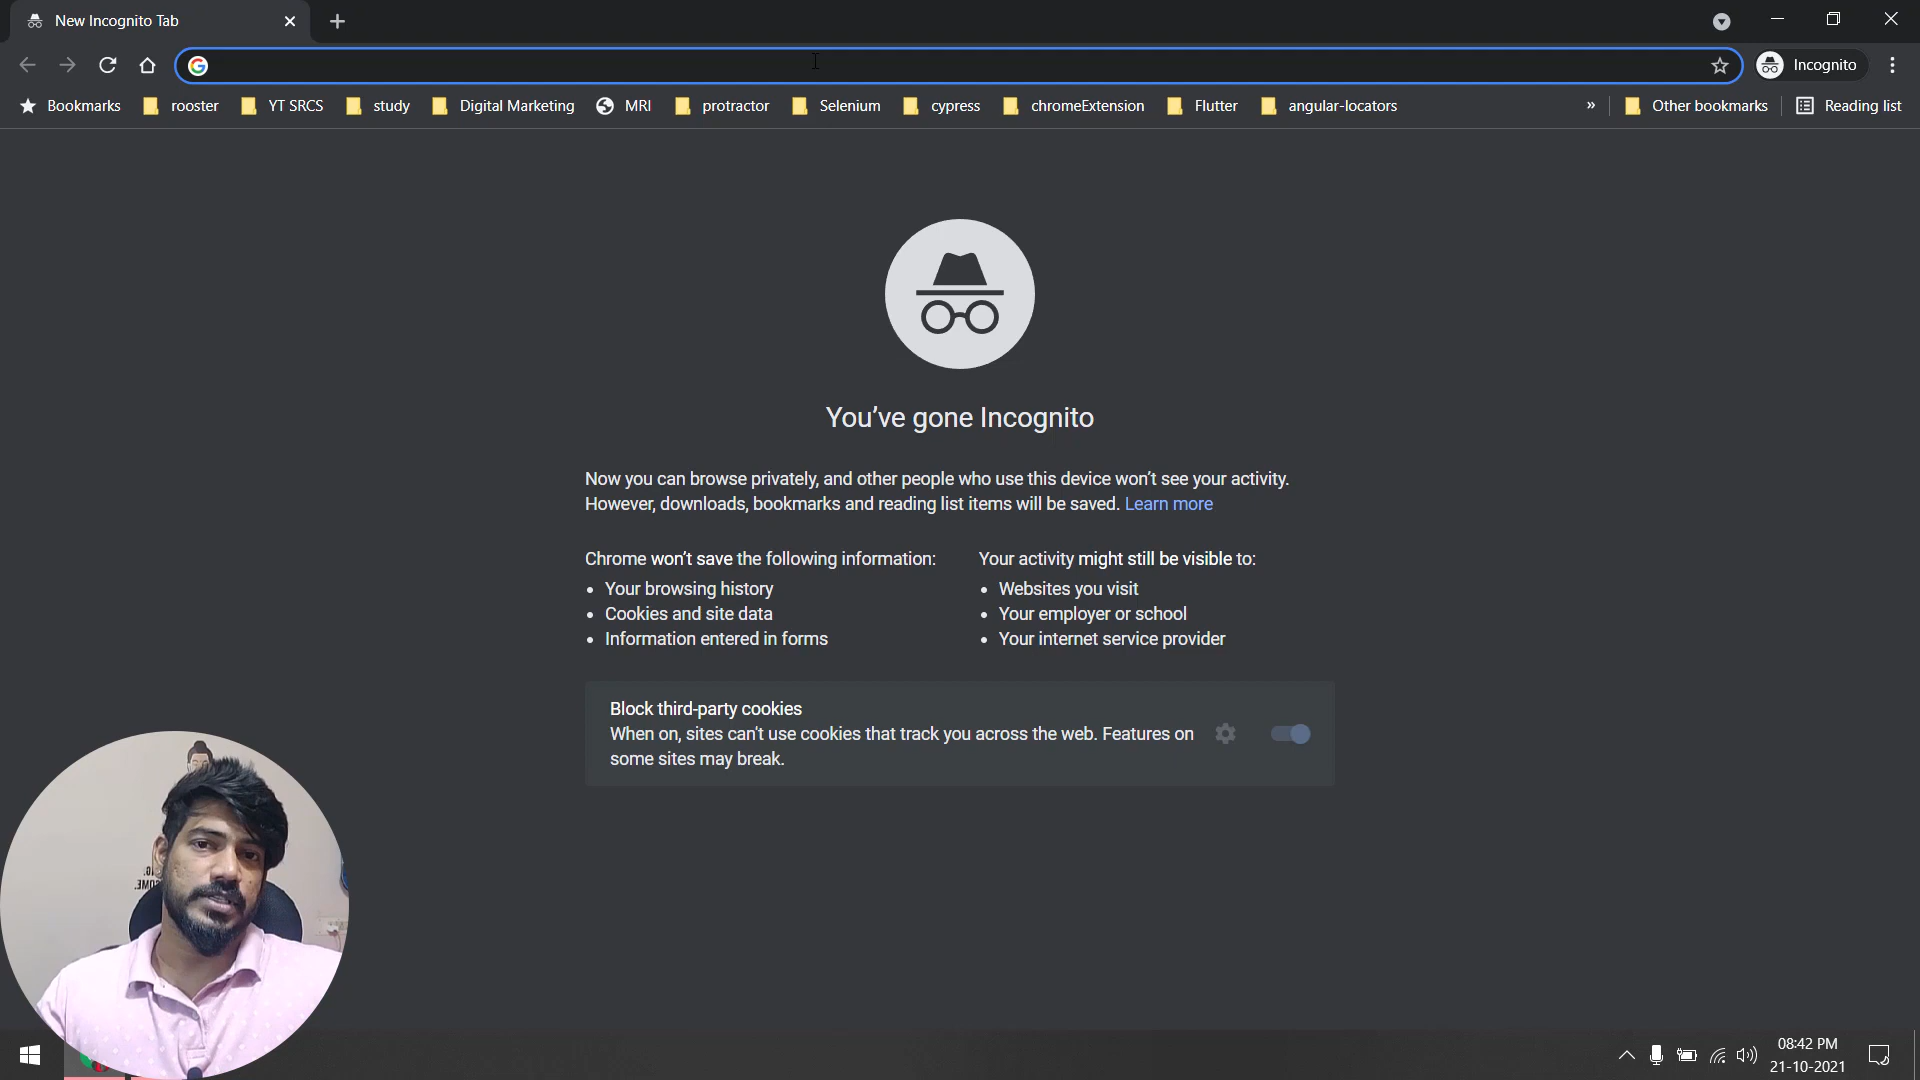 New Incognito Tab
Incognito
Bookmarks rooster YT SRCS study Digital Marketing MRI protractor Selenium cypress chromeExtension Flutter angular-locators » Other bookmarks Reading list
You've gone Incognito
Now you can browse privately, and other people who use this device won't see your activity.
However, downloads, bookmarks and reading list items will be saved. Learn more
Chrome won't save the following information:
• Your browsing history
• Cookies and site data
• Information entered in forms
Your activity might still be visible to:
• Websites you visit
• Your employer or school
• Your internet service provider
Block third-party cookies
When on, sites can't use cookies that track you across the web. Features on
some sites may break.
08:42 PM
21-10-2021